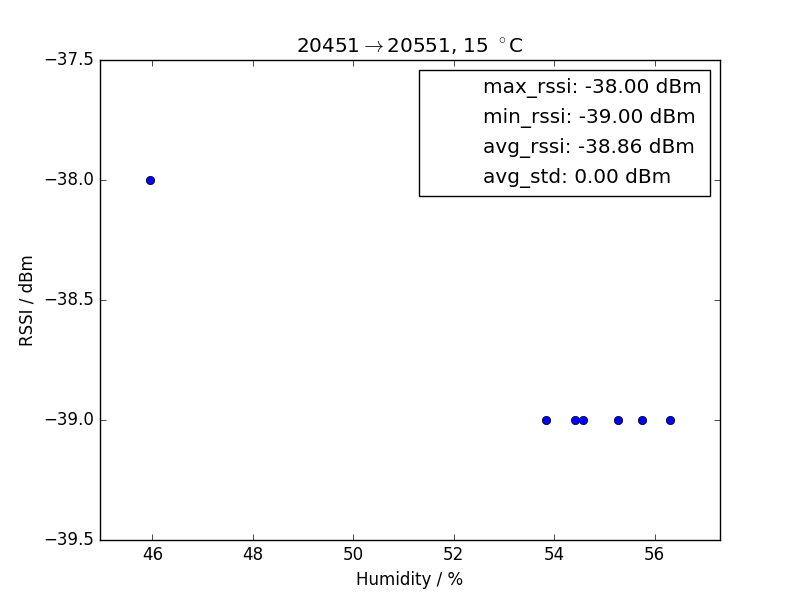 20451→20551, 15 °C
max_rssi: -38.00 dBm
min_rssi: -39.00 dBm
avg_rssi: -38.86 dBm
avg_std: 0.00 dBm
−37.5
−38.0
−38.5
−39.0
−39.5
RSSI / dBm
46 48 50 52 54 56
Humidity / %